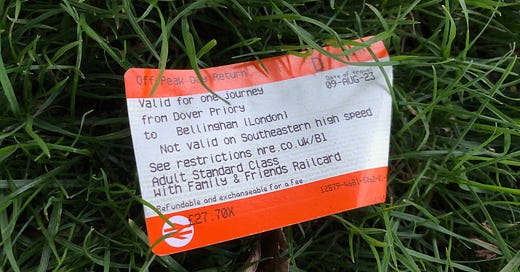 Off-Peak Day Return
Date of travel
09-AUG-23
Valid for one journey
from Dover Priory
to Bellingham (London)
Not valid on Southeastern high speed
See restrictions nre.co.uk/B1
Adult Standard Class
With Family & Friends Railcard
Refundable and exchangeable for a fee.
£27.70X